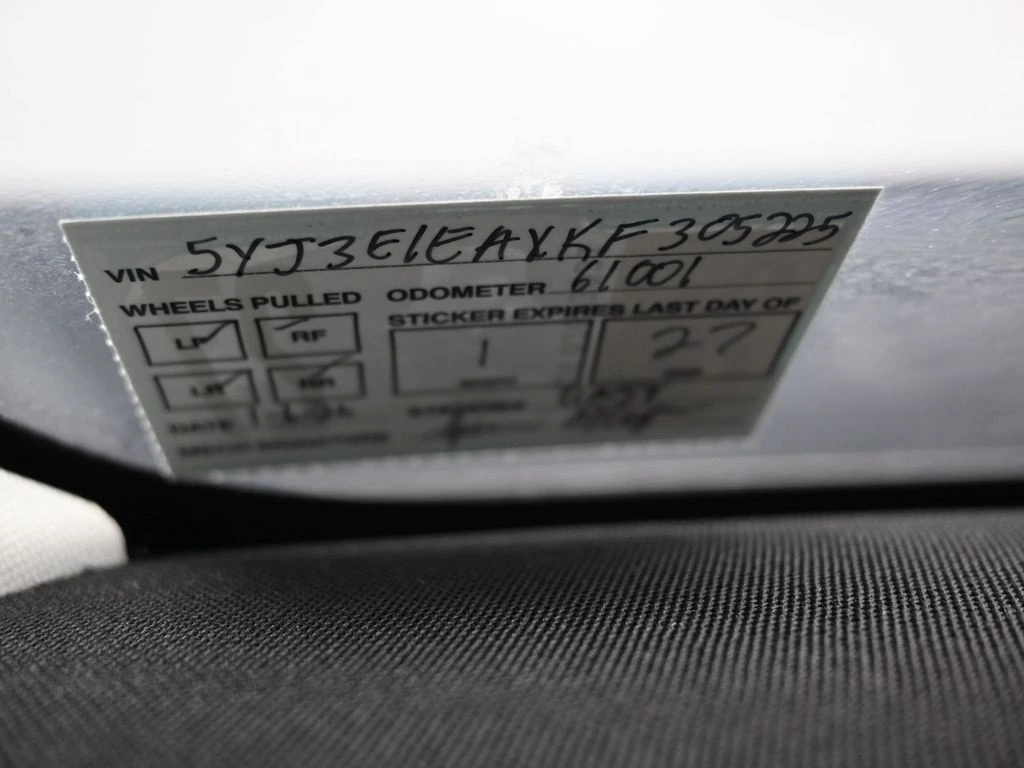 VIN 5YJ3E1EAXKF305225
WHEELS PULLED ODOMETER 61001
STICKER EXPIRES LAST DAY OF
LF RF 1 27
LR RR
DATE